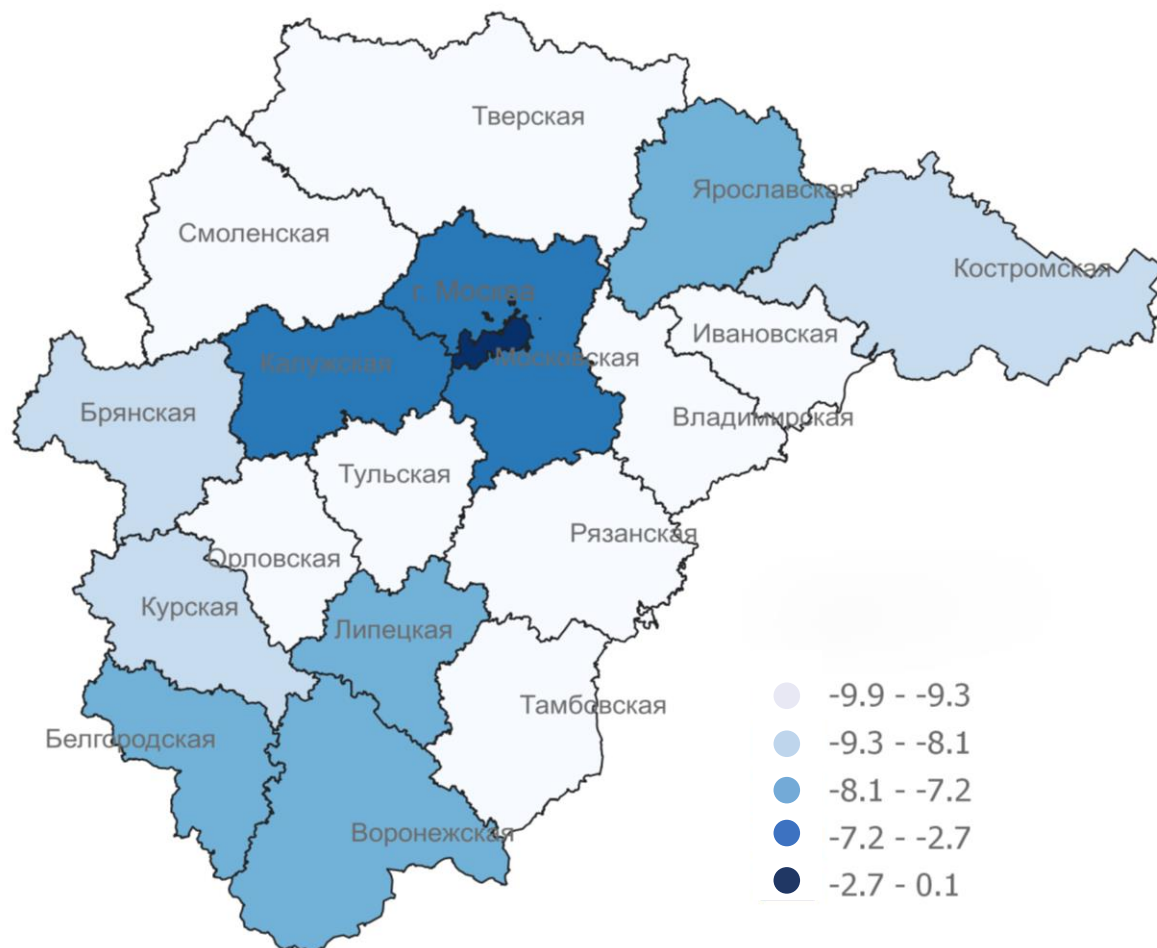 Тверская
Ярославская
Смоленская
Костромская
г. Москва
Ивановская
Московская
Калужская
Брянская
Владимирская
Тульская
Рязанская
Орловская
Курская
Липецкая
Тамбовская
Белгородская
Воронежская
-9.9 - -9.3
-9.3 - -8.1
-8.1 - -7.2
-7.2 - -2.7
-2.7 - 0.1